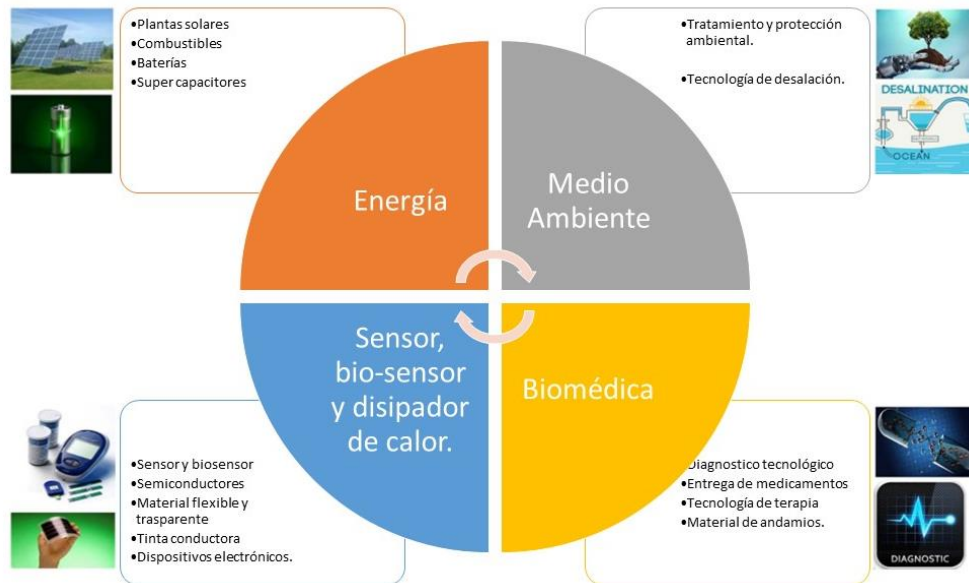 •Plantas solares
•Combustibles
•Baterías
•Super capacitores
•Tratamiento y protección
ambiental.
•Tecnología de desalación.
DESALINATION
OCEAN
Energía
Medio
Ambiente
Sensor,
bio-sensor
y disipador
de calor.
Biomédica
•Sensor y biosensor
•Semiconductores
•Material flexible y
trasparente
•Tinta conductora
•Dispositivos electrónicos.
Diagnostico tecnológico
•Entrega de medicamentos
•Tecnología de terapia
•Material de andamios.
DIAGNOSTIC